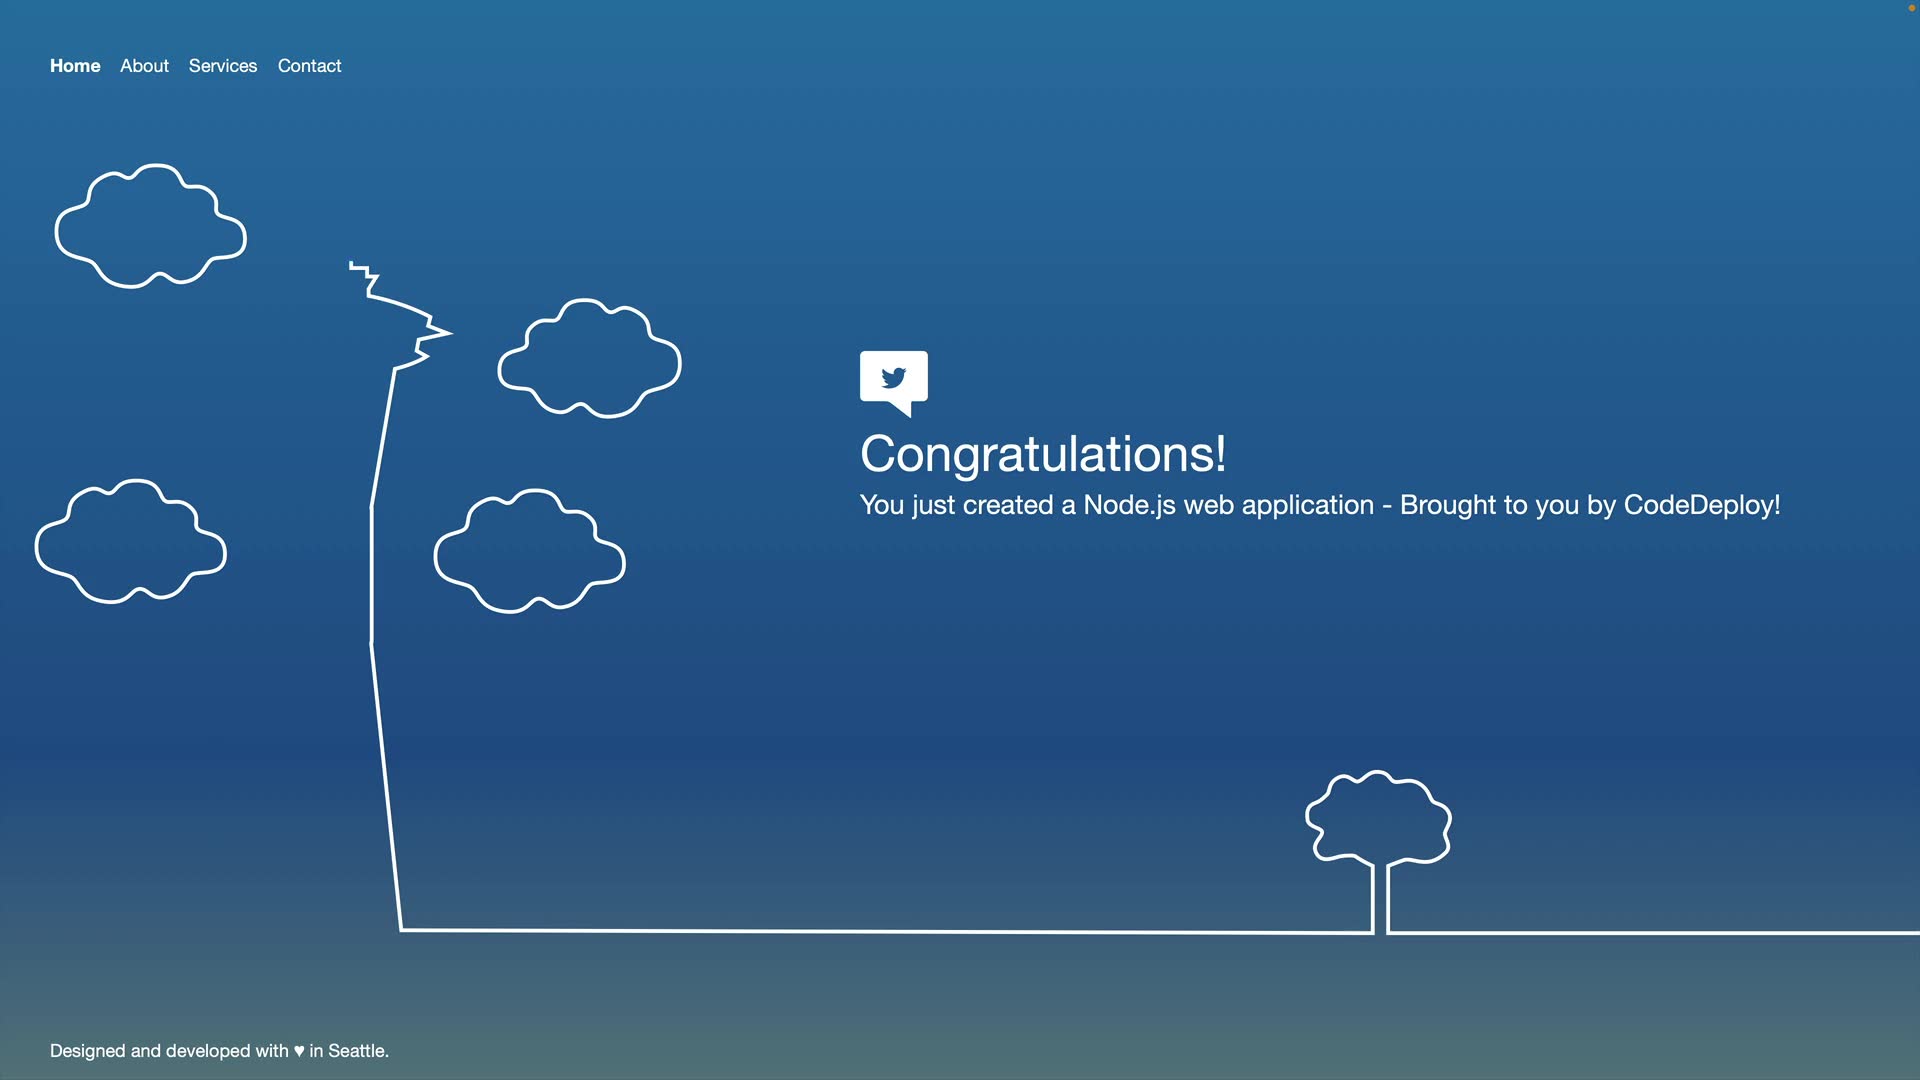 Home About Services Contact
Congratulations!
You just created a Node.js web application - Brought to you by CodeDeploy!
Designed and developed with ♥ in Seattle.